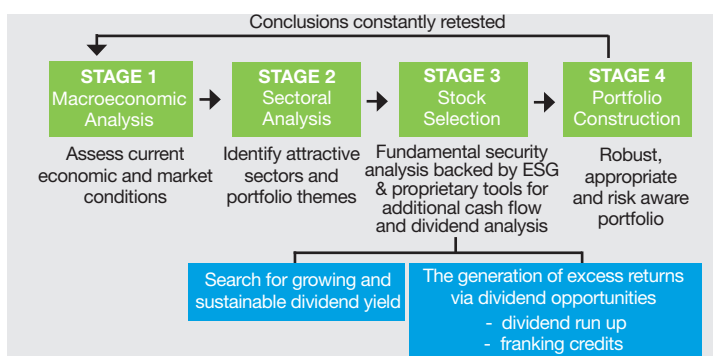 Conclusions constantly retested
STAGE 1
Macroeconomic
Analysis
Assess current
economic and market
conditions
STAGE 2
Sectoral
Analysis
Identify attractive
sectors and
portfolio themes
STAGE 3
Stock
Selection
Fundamental security
analysis backed by ESG
& proprietary tools for
additional cash flow
and dividend analysis
STAGE 4
Portfolio
Construction
Robust,
appropriate
and risk aware
portfolio
Search for growing and
sustainable dividend yield
The generation of excess returns
via dividend opportunities
- dividend run up
- franking credits